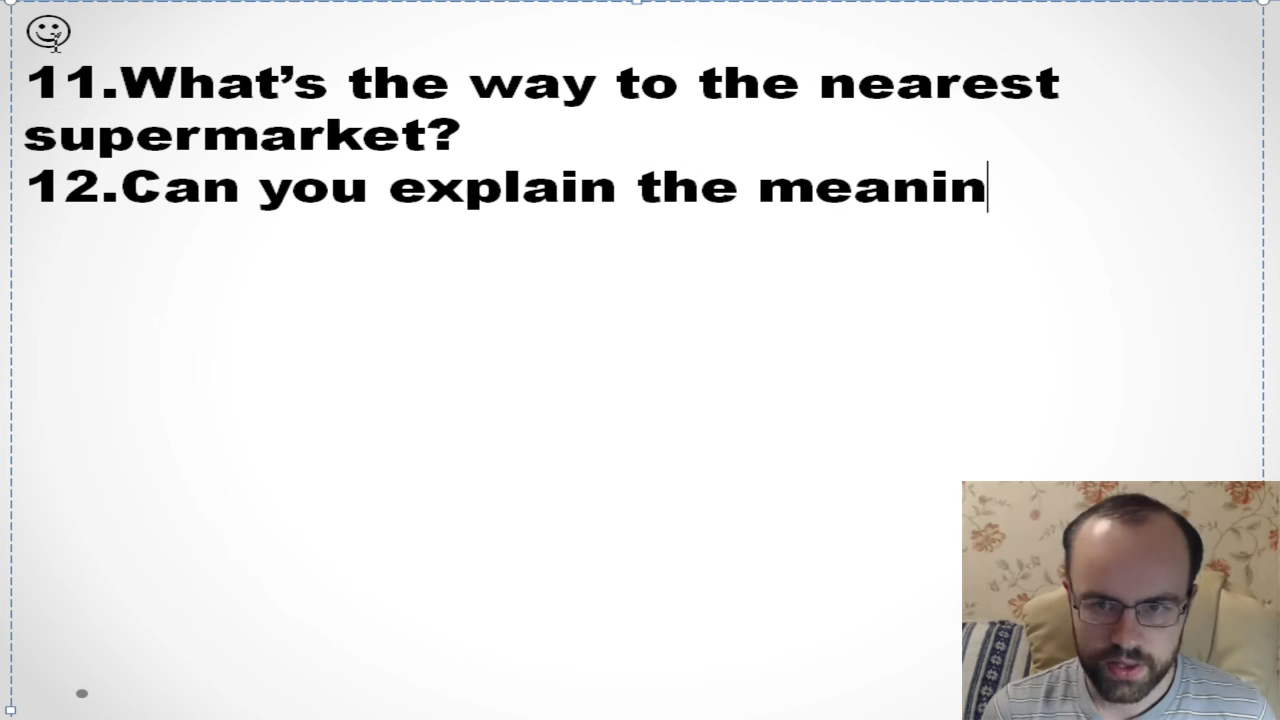 11.What’s the way to the nearest
supermarket?
12.Can you explain the meanin